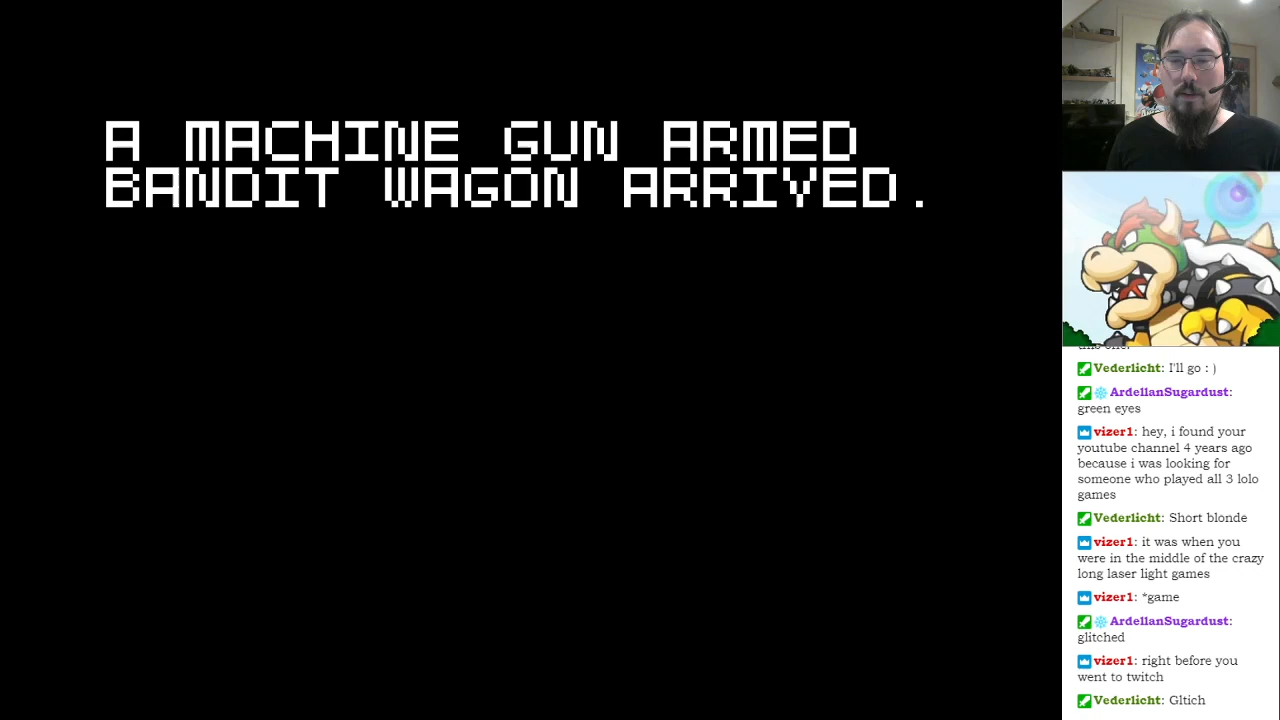 A MACHINE GUN ARMED
BANDIT WAGON ARRIVED.
Vederlicht: I'll go : )
ArdellanSugardust:
green eyes
vizer1: hey, i found your
youtube channel 4 years ago
because i was looking for
someone who played all 3 lolo
games
Vederlicht: Short blonde
vizer1: it was when you
were in the middle of the crazy
long laser light games
vizer1: *game
ArdellanSugardust:
glitched
vizer1: right before you
went to twitch
Vederlicht: Gltich